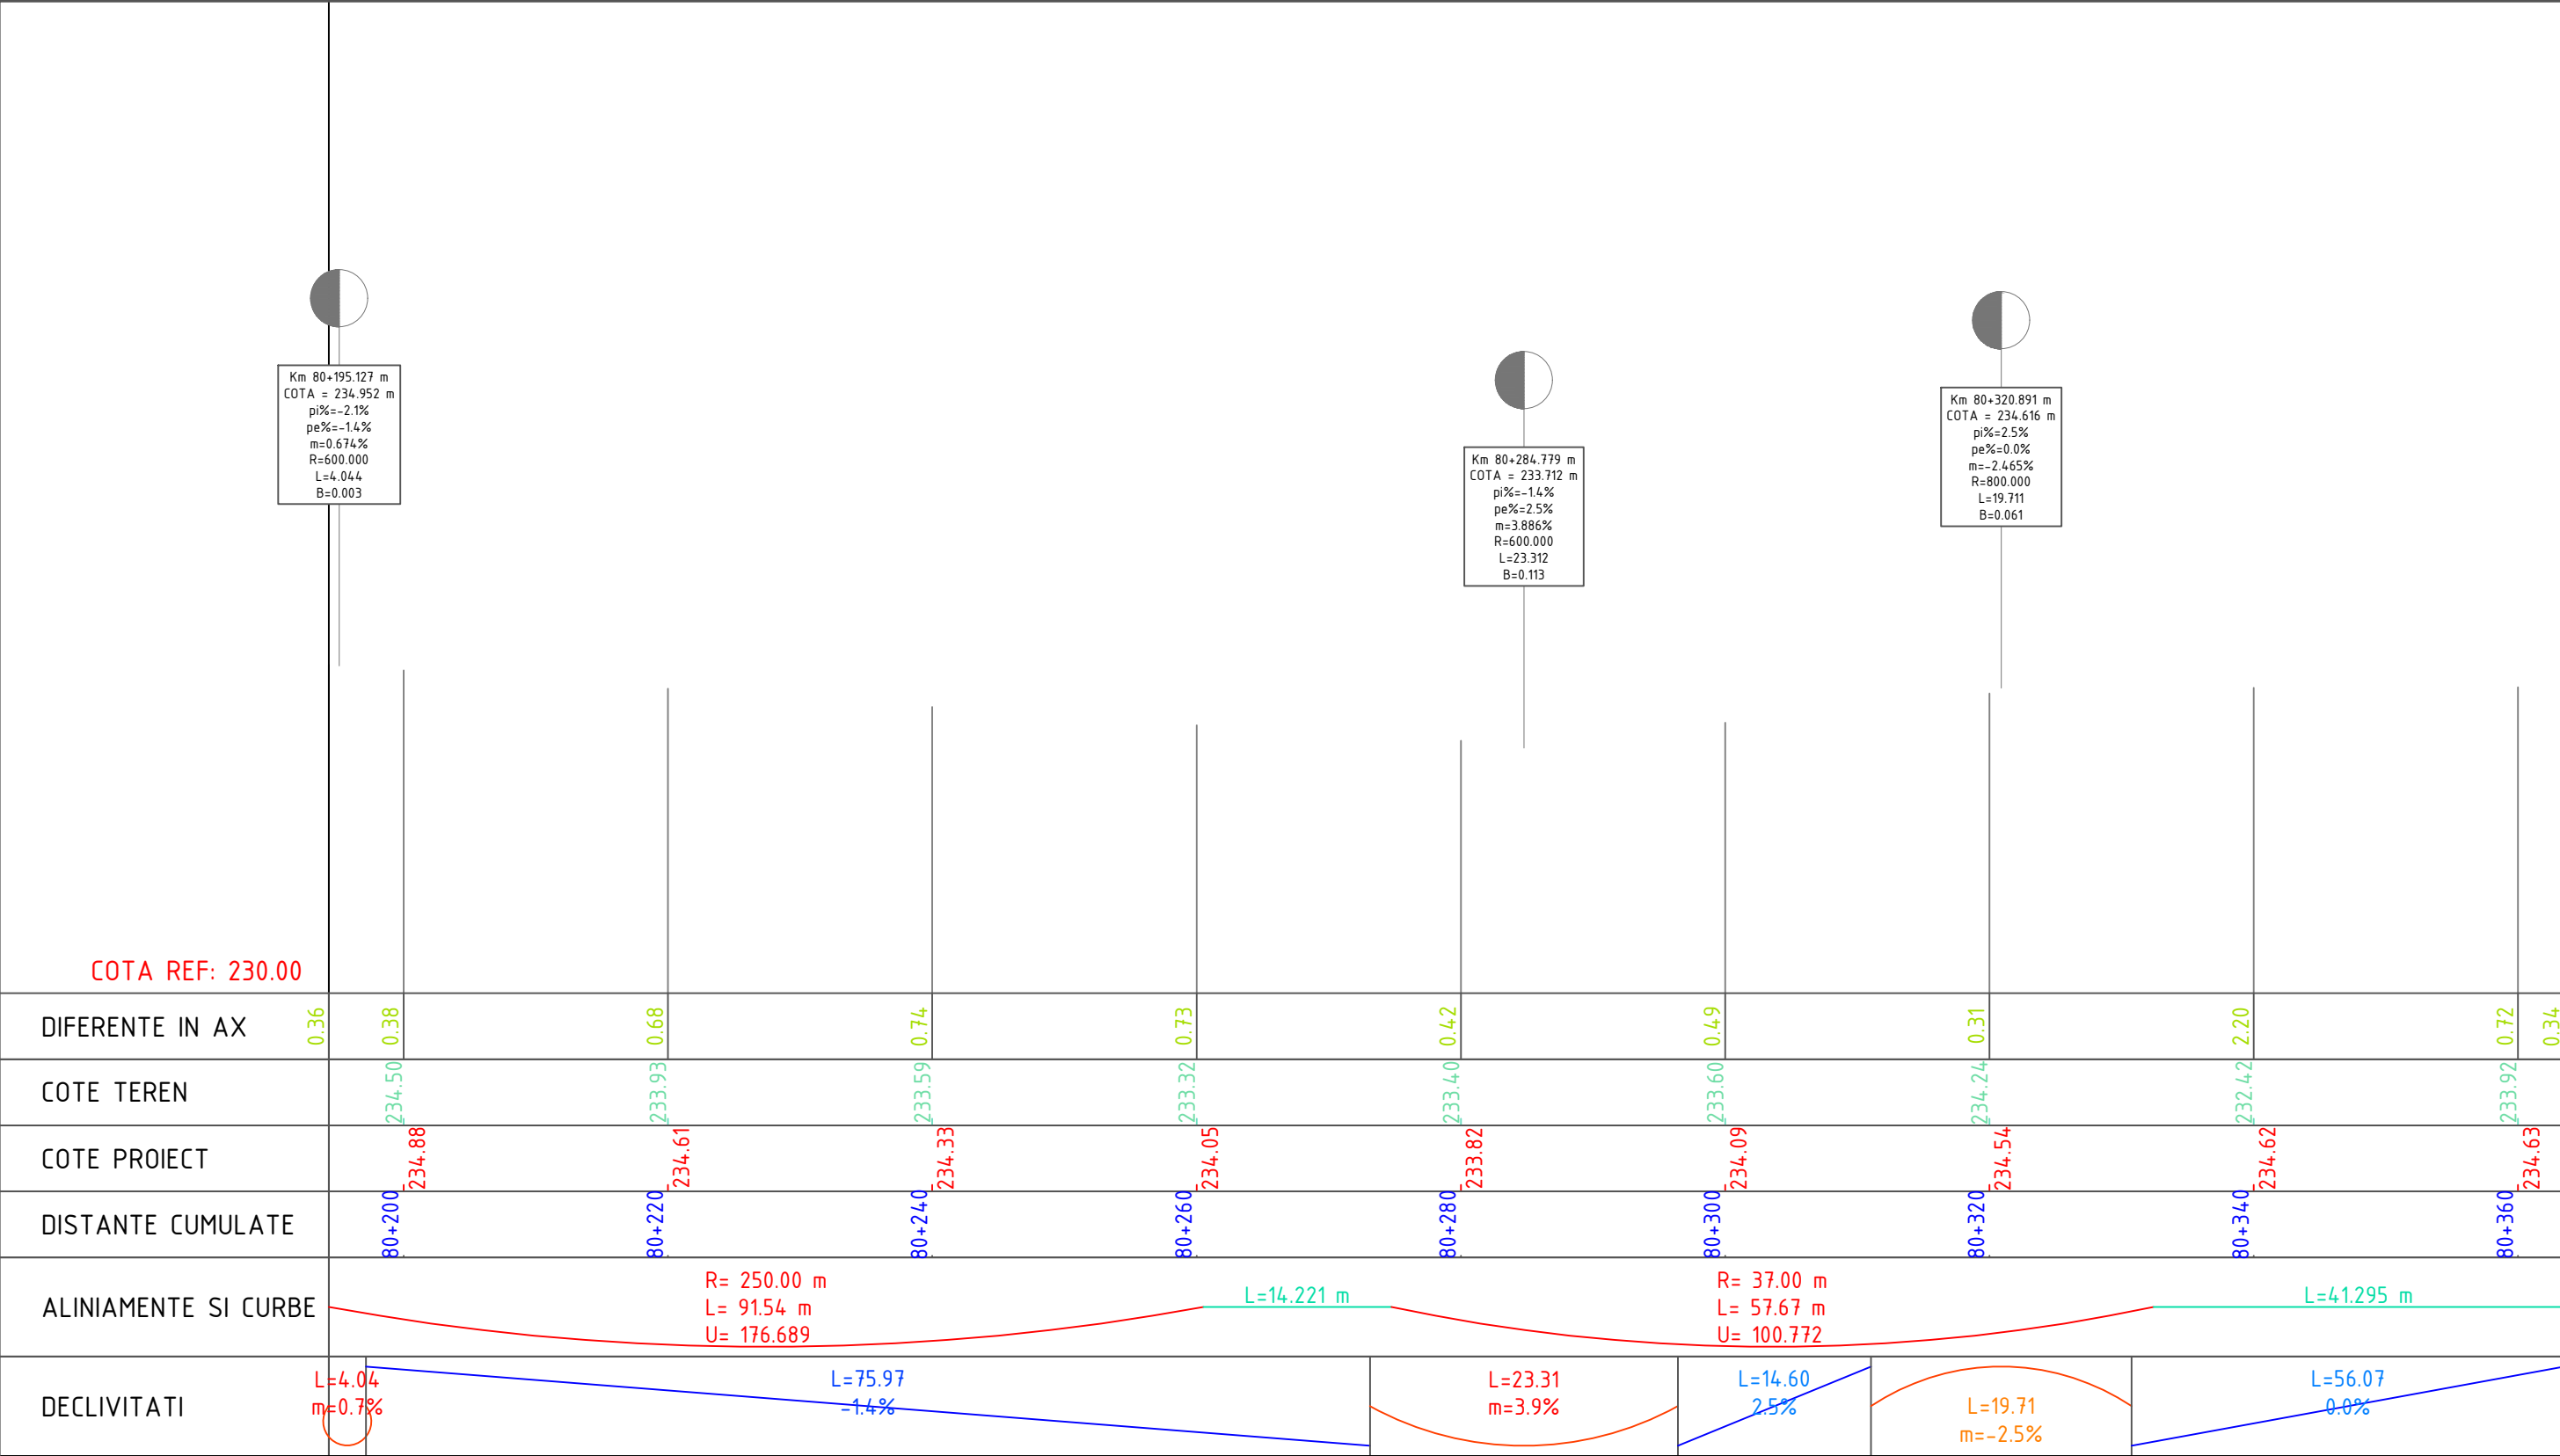 Km 80+195.127 m
COTA = 234.952 m
pi%=-2.1%
pe%=-1.4%
m=0.674%
R=600.000
L=4.044
B=0.003
Km 80+284.779 m
COTA = 233.712 m
pi%=-1.4%
pe%=2.5%
m=3.886%
R=600.000
L=23.312
B=0.113
Km 80+320.891 m
COTA = 234.616 m
pi%=2.5%
pe%=0.0%
m=-2.465%
R=800.000
L=19.711
B=0.061
COTA REF: 230.00
DIFERENTE IN AX
0.36
0.38
0.68
0.74
0.73
0.42
0.49
0.31
2.20
0.72
0.34
COTE TEREN
234.50
233.93
233.59
233.32
233.40
233.60
234.24
232.42
233.92
COTE PROIECT
234.88
234.61
234.33
234.05
233.82
234.09
234.54
234.62
234.63
DISTANTE CUMULATE
80+200
80+220
80+240
80+260
80+280
80+300
80+320
80+340
80+360
ALINIAMENTE SI CURBE
R= 250.00 m
L= 91.54 m
U= 176.689
L=14.221 m
R= 37.00 m
L= 57.67 m
U= 100.772
L=41.295 m
DECLIVITATI
L=4.04
m=0.7%
L=75.97
-1.4%
L=23.31
m=3.9%
L=14.60
2.5%
L=19.71
m=-2.5%
L=56.07
0.0%